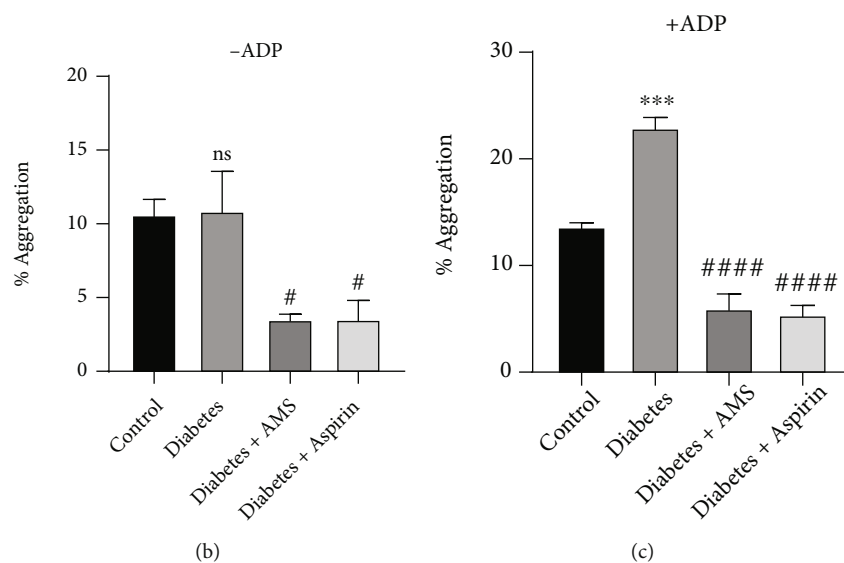 –ADP
% Aggregation
20
15
10
5
0
ns
#
#
Control
Diabetes
Diabetes + AMS
Diabetes + Aspirin
(b)
+ADP
% Aggregation
30
20
10
0
***
####
####
Control
Diabetes
Diabetes + AMS
Diabetes + Aspirin
(c)